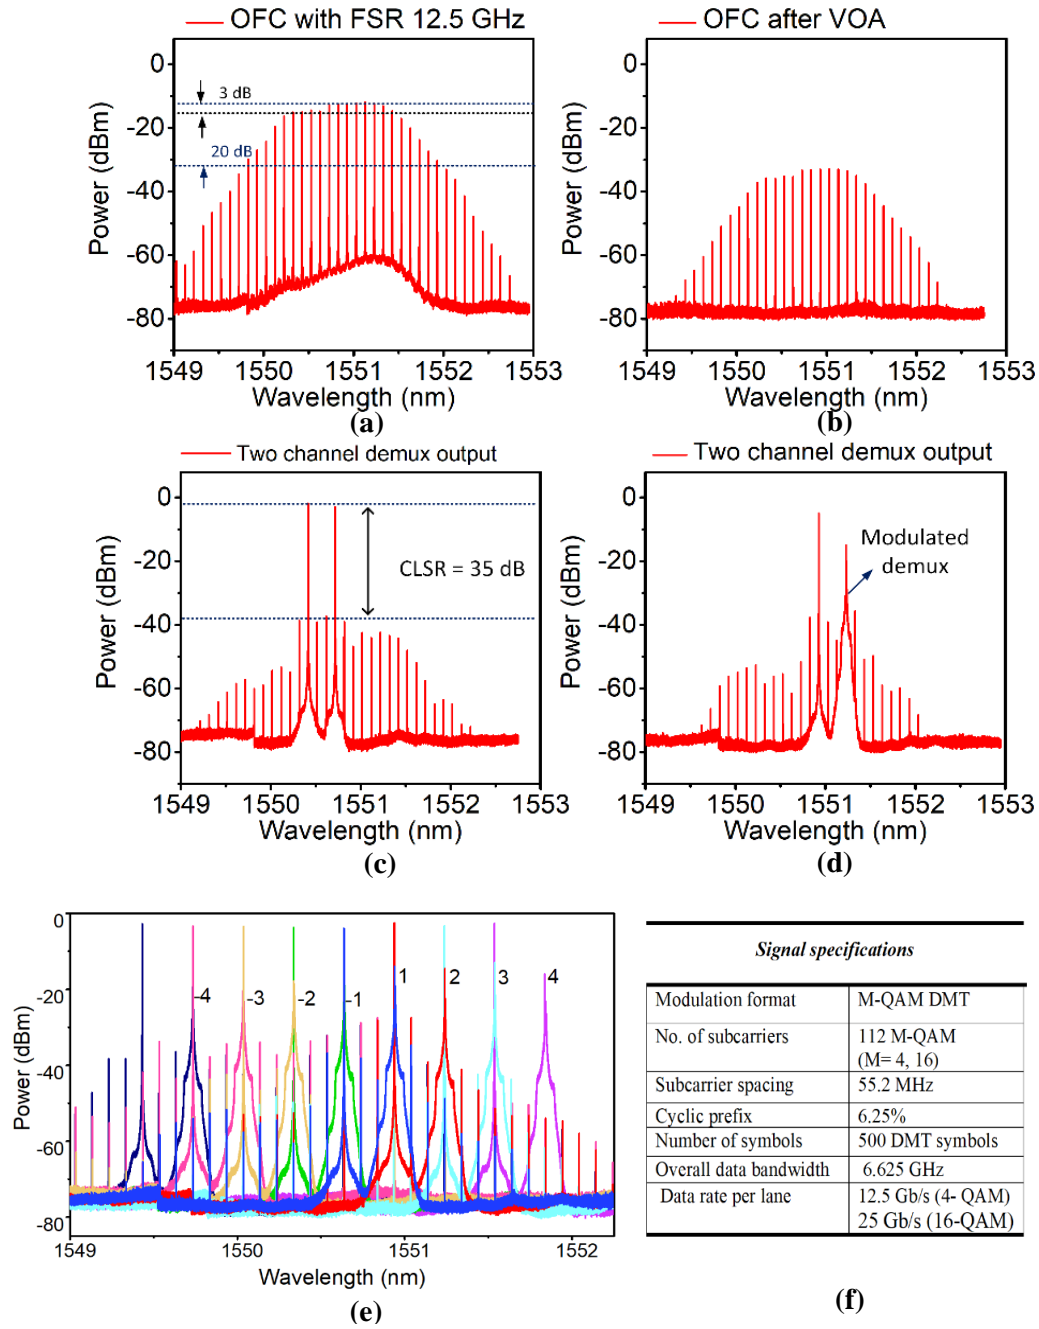 OFC with FSR 12.5 GHz
OFC after VOA
0
-20
-40
-60
-80
Power (dBm)
3 dB
20 dB
1549 1550 1551 1552 1553
Wavelength (nm)
(a)
0
-20
-40
-60
-80
Power (dBm)
1549 1550 1551 1552 1553
Wavelength (nm)
(b)
Two channel demux output
0
-20
-40
-60
-80
Power (dBm)
CLSR = 35 dB
1549 1550 1551 1552 1553
Wavelength (nm)
(c)
Two channel demux output
0
-20
-40
-60
-80
Power (dBm)
Modulated
demux
1549 1550 1551 1552 1553
Wavelength (nm)
(d)
0
-20
-40
-60
-80
Power (dBm)
-4 -3 -2 -1 1 2 3 4
1549 1550 1551 1552
Wavelength (nm)
(e)
Signal specifications
Modulation format M-QAM DMT
No. of subcarriers 112 M-QAM
(M= 4, 16)
Subcarrier spacing 55.2 MHz
Cyclic prefix 6.25%
Number of symbols 500 DMT symbols
Overall data bandwidth 6.625 GHz
Data rate per lane 12.5 Gb/s (4- QAM)
25 Gb/s (16-QAM)
(f)